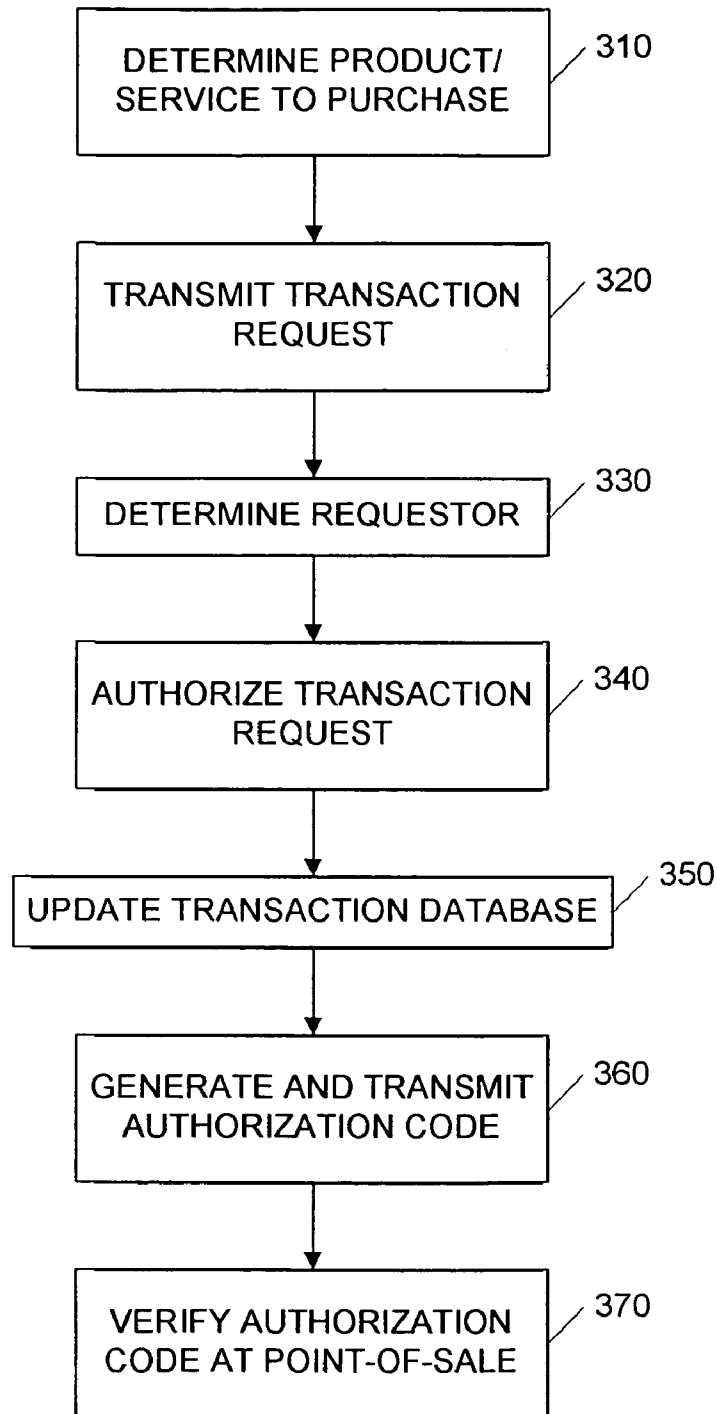 DETERMINE PRODUCT/
SERVICE TO PURCHASE
310
TRANSMIT TRANSACTION
REQUEST
320
DETERMINE REQUESTOR
330
AUTHORIZE TRANSACTION
REQUEST
340
UPDATE TRANSACTION DATABASE
350
GENERATE AND TRANSMIT
AUTHORIZATION CODE
360
VERIFY AUTHORIZATION
CODE AT POINT-OF-SALE
370